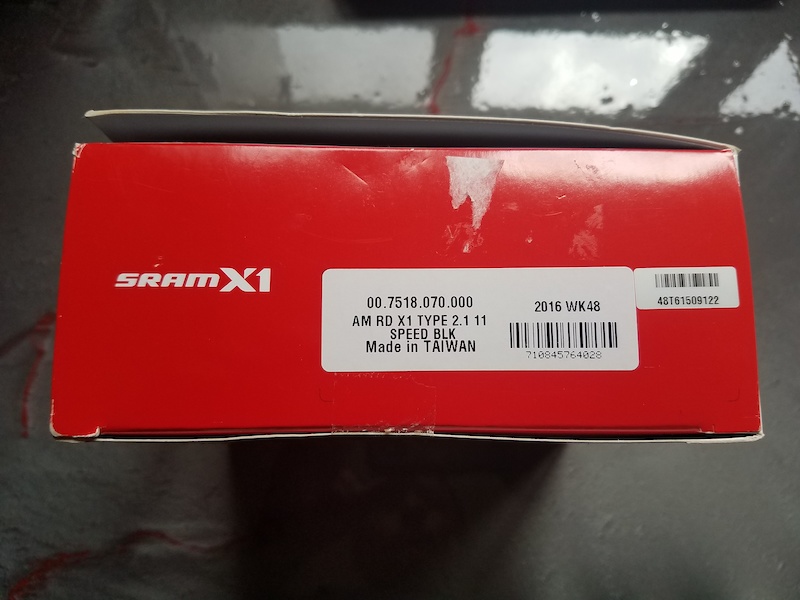 SRAM X1
00.7518.070.000
AM RD X1 TYPE 2.1 11
SPEED BLK
Made in TAIWAN
2016 WK48
710845764028
48T61509122